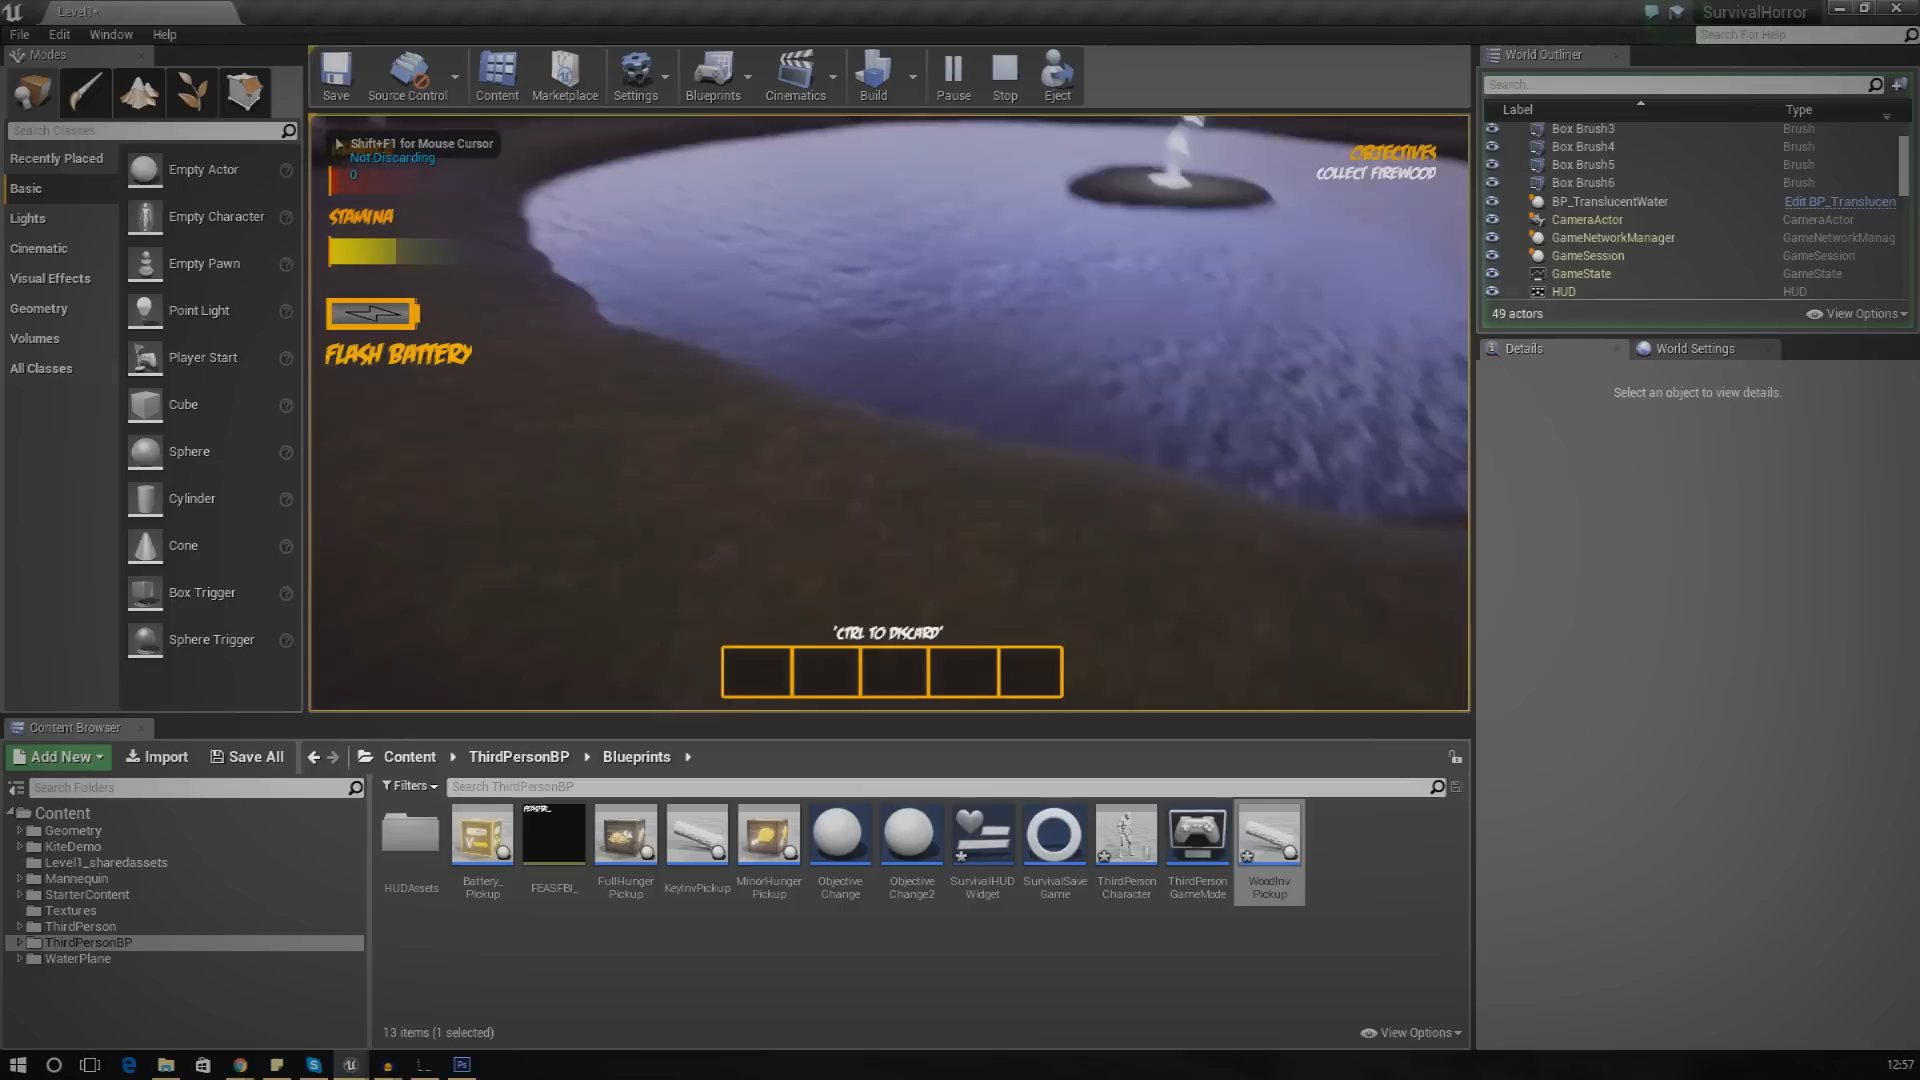 Level1*
SurvivalHorror
File Edit Window Help
Search For Help
Modes
Search Classes
Recently Placed
Basic
Lights
Cinematic
Visual Effects
Geometry
Volumes
All Classes
Empty Actor
Empty Character
Empty Pawn
Point Light
Player Start
Cube
Sphere
Cylinder
Cone
Box Trigger
Sphere Trigger
Save
Source Control
Content
Marketplace
Settings
Blueprints
Cinematics
Build
Pause
Stop
Eject
Shift+F1 for Mouse Cursor
Not Discarding
0
STAMINA
FLASH BATTERY
OBJECTIVES
COLLECT FIREWOOD
'CTRL TO DISCARD'
World Outliner
Search...
Label Type
Box Brush3 Brush
Box Brush4 Brush
Box Brush5 Brush
Box Brush6 Brush
BP_TranslucentWater Edit BP_Translucen
CameraActor CameraActor
GameNetworkManager GameNetworkManag
GameSession GameSession
GameState GameState
HUD HUD
49 actors View Options
Details World Settings
Select an object to view details.
Content Browser
Add New Import Save All
Content ThirdPersonBP Blueprints
Search Folders
Filters Search ThirdPersonBP
Content
Geometry
KiteDemo
Level1_sharedassets
Mannequin
StarterContent
Textures
ThirdPerson
ThirdPersonBP
WaterPlane
HUDAssets
Battery_
Pickup
FEASFBI_
FullHunger
Pickup
KeyInvPickup
MinorHunger
Pickup
Objective
Change
Objective
Change2
SurvivalHUD
Widget
SurvivalSave
Game
ThirdPerson
Character
ThirdPerson
GameMode
WoodInv
Pickup
13 items (1 selected) View Options
12:57